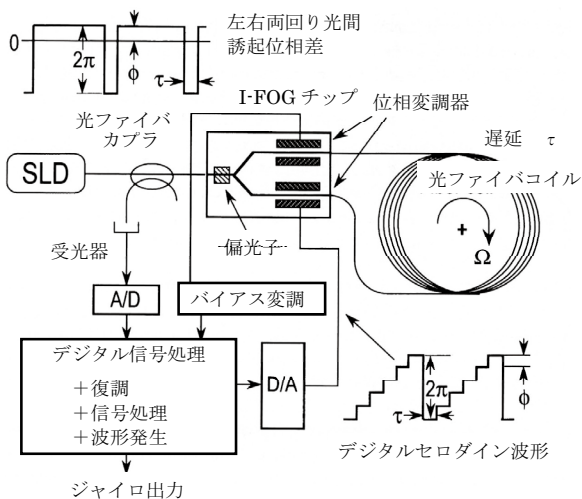 左右両回り光間
誘起位相差
0
2π
ϕ
τ
I-FOG チップ
位相変調器
光ファイバ
カプラ
遅延 τ
SLD
光ファイバコイル
+
Ω
受光器
偏光子
A/D
バイアス変調
デジタル信号処理
+復調
+信号処理
+波形発生
D/A
2π
τ
ϕ
デジタルセロダイン波形
ジャイロ出力